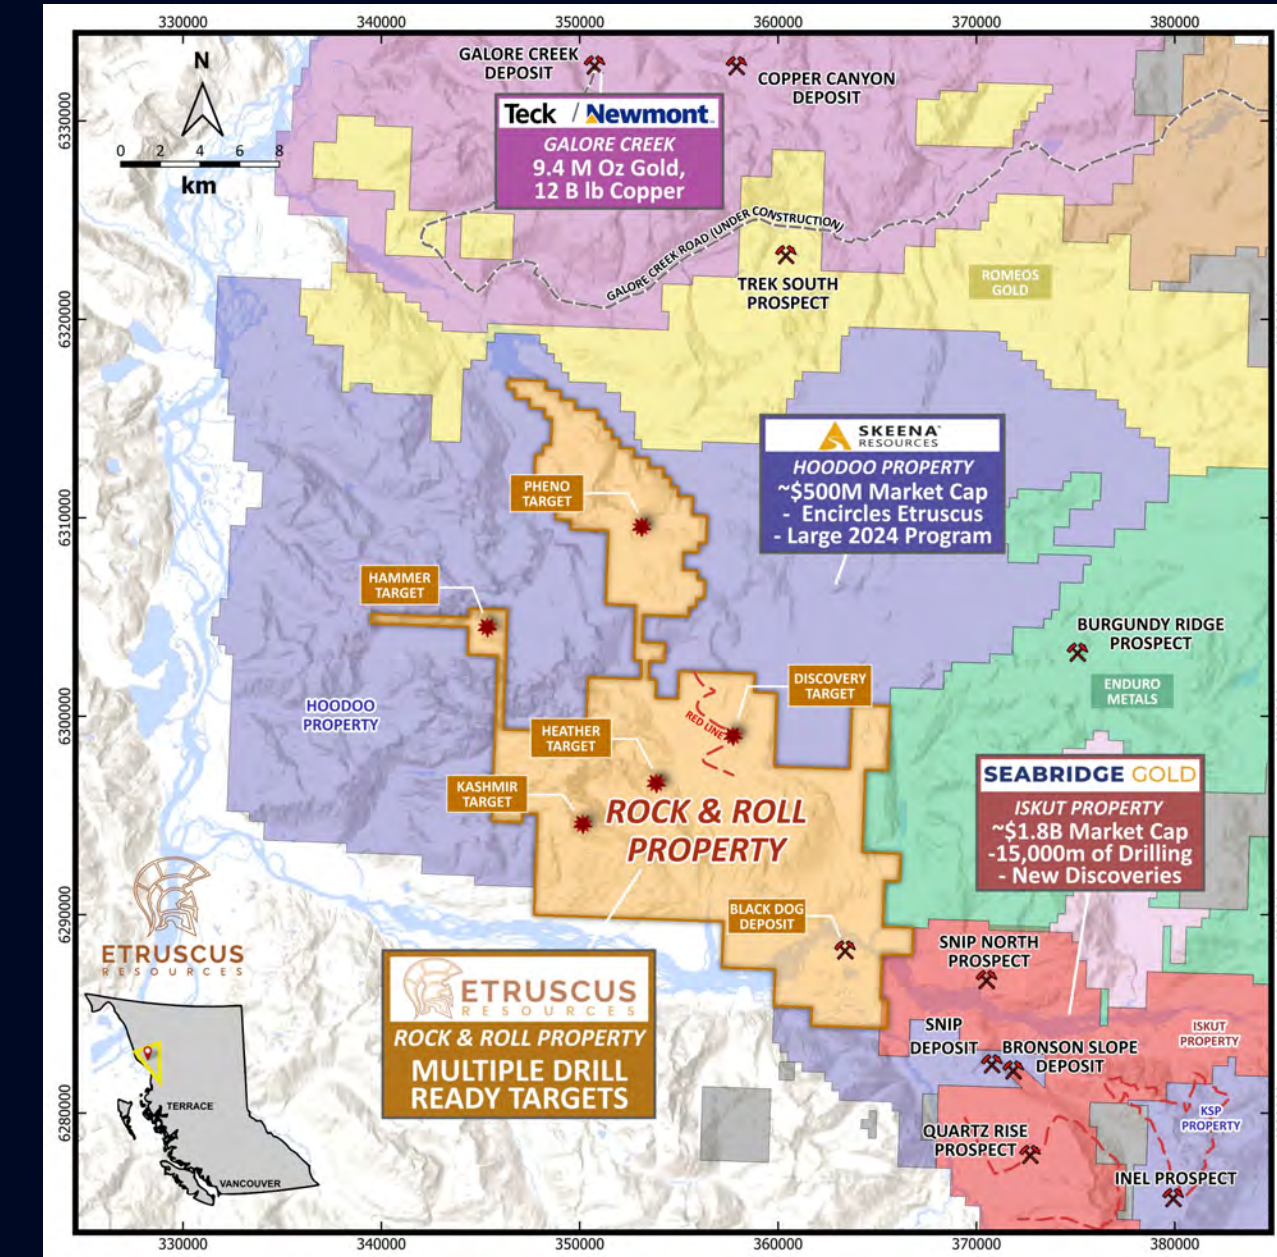 330000
340000
350000
360000
370000
380000
N
0 2 4 6 8
km
GALORE CREEK
DEPOSIT
COPPER CANYON
DEPOSIT
Teck / Newmont™
GALORE CREEK
9.4 M Oz Gold,
12 B lb Copper
GALORE CREEK ROAD (UNDER CONSTRUCTION)
TREK SOUTH
PROSPECT
ROMEOS
GOLD
6330000
6320000
6310000
6300000
6290000
6280000
SKEENA
RESOURCES
HOODOO PROPERTY
~$500M Market Cap
- Encircles Etruscus
- Large 2024 Program
PHENO
TARGET
HAMMER
TARGET
BURGUNDY RIDGE
PROSPECT
ENDURO
METALS
DISCOVERY
TARGET
RED LINE
HOODOO
PROPERTY
HEATHER
TARGET
KASHMIR
TARGET
ROCK & ROLL
PROPERTY
SEABRIDGE GOLD
ISKUT PROPERTY
~$1.8B Market Cap
-15,000m of Drilling
- New Discoveries
BLACK DOG
DEPOSIT
SNIP NORTH
PROSPECT
ETRUSCUS
RESOURCES
ETRUSCUS
RESOURCES
ROCK & ROLL PROPERTY
MULTIPLE DRILL
READY TARGETS
SNIP
DEPOSIT
BRONSON SLOPE
DEPOSIT
ISKUT
PROPERTY
KSP
PROPERTY
QUARTZ RISE
PROSPECT
INEL PROSPECT
TERRACE
VANCOUVER
330000
340000
350000
360000
370000
380000